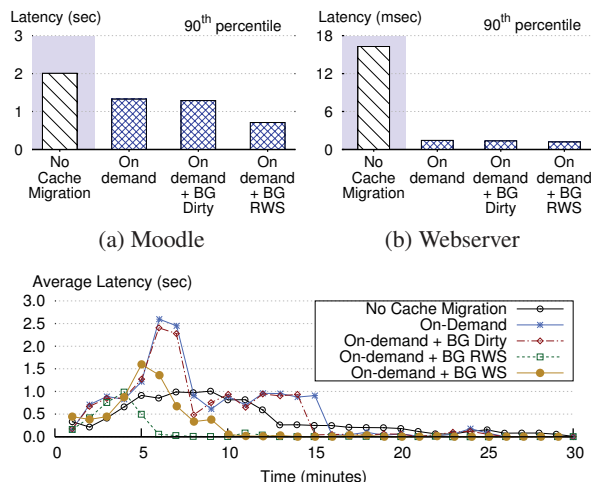 Latency (sec)
90th percentile
3
2
1
0
No Cache Migration
On demand
On demand + BG Dirty
On demand + BG RWS
(a) Moodle
Latency (msec)
90th percentile
18
12
6
0
No Cache Migration
On demand
On demand + BG Dirty
On demand + BG RWS
(b) Webserver
Average Latency (sec)
3.0
2.5
2.0
1.5
1.0
0.5
0.0
No Cache Migration
On-Demand
On-demand + BG Dirty
On-demand + BG RWS
On-demand + BG WS
0 5 10 15 20 25 30
Time (minutes)